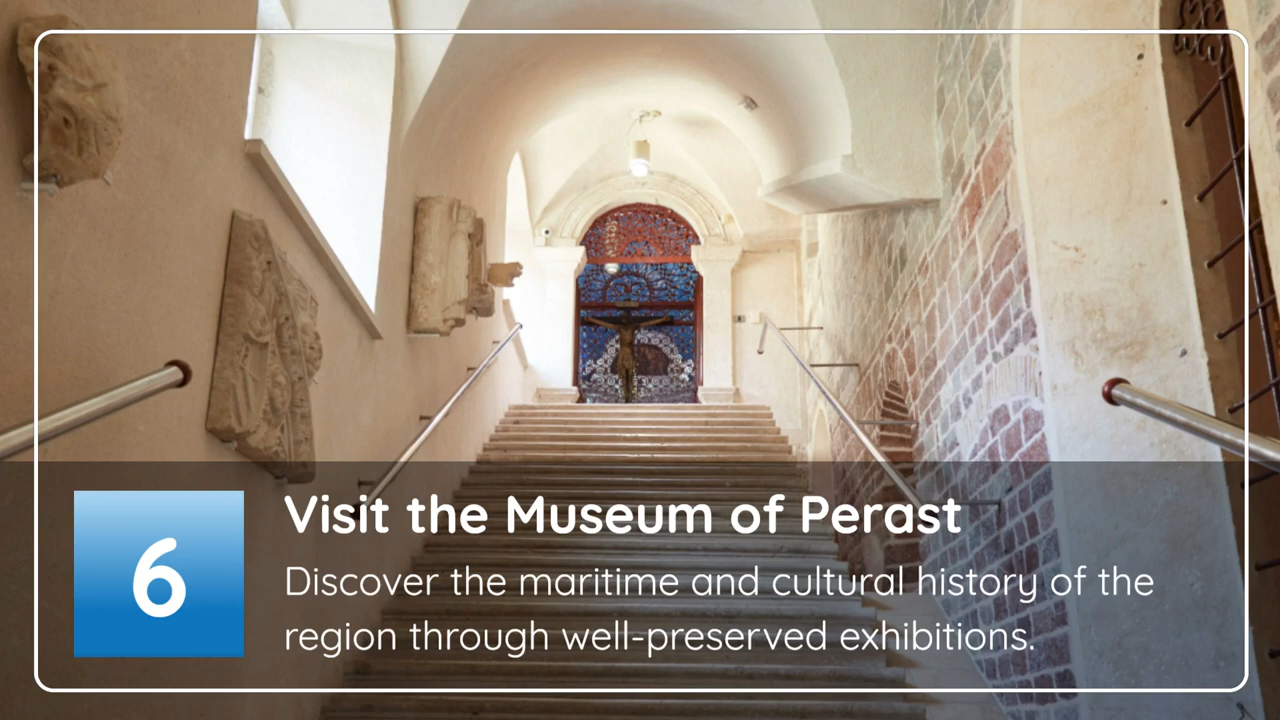 6
Visit the Museum of Perast
Discover the maritime and cultural history of the
region through well-preserved exhibitions.